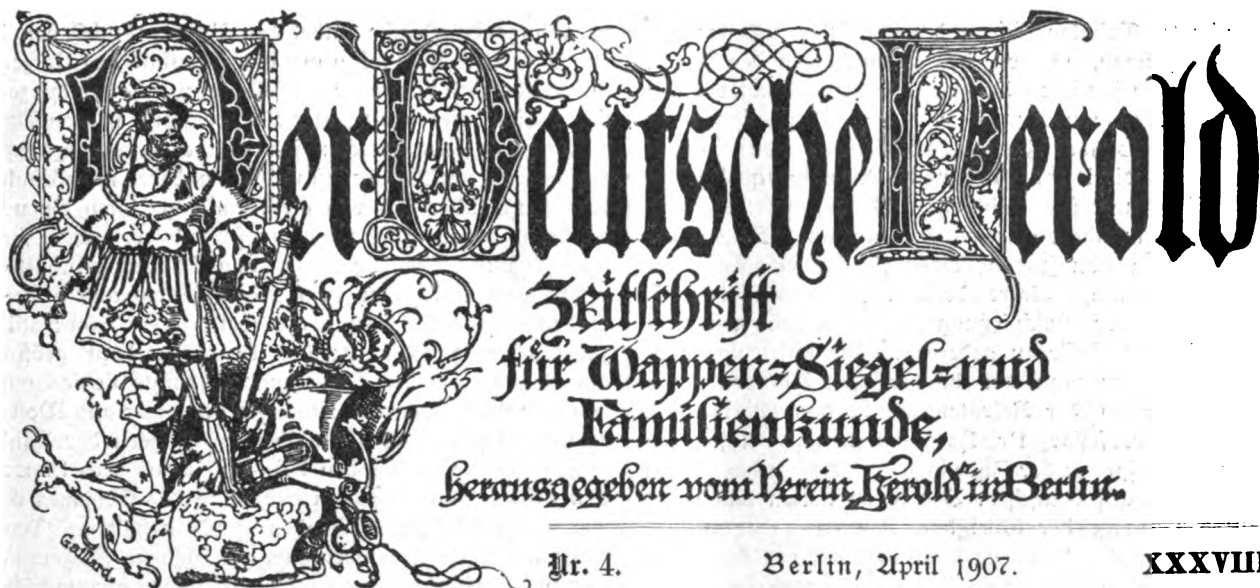 Der Deutsche Herold
Zeitschrift
für Wappen-Siegel-und
Familienkunde,
herausgegeben vom Verein „Herold“ in Berlin.
Gaillard
Nr. 4. Berlin, April 1907. XXXVIII